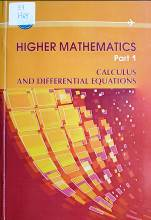 HIGHER MATHEMATICS
Part 1
CALCULUS
AND DIFFERENTIAL EQUATIONS